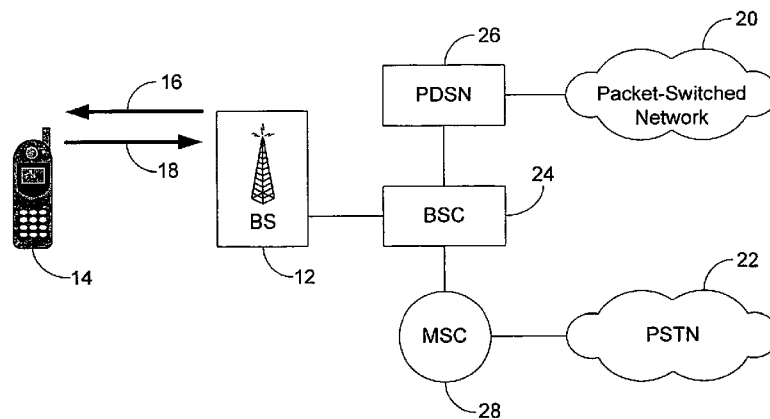 26
20
16
PDSN
Packet-Switched
Network
18
24
BS
BSC
14
12
22
MSC
PSTN
28